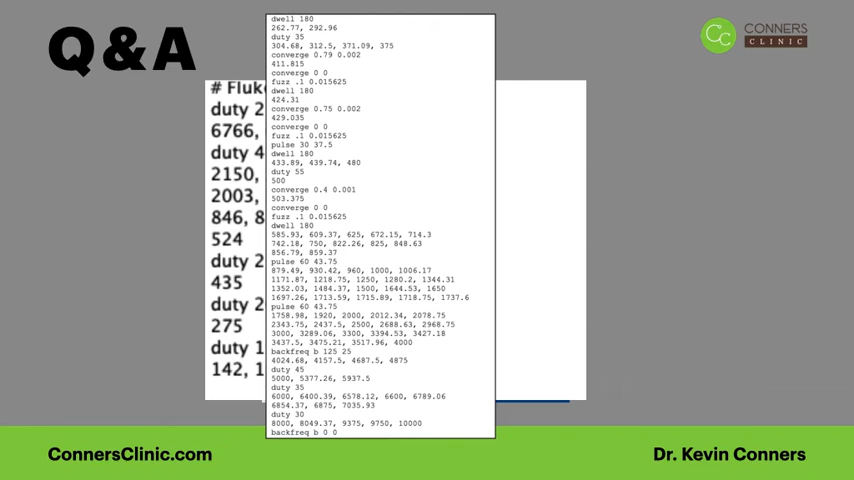 Q&A
CC
CONNERS
CLINIC
# Fluk
duty 2
6766,
duty 4
2150,
2003,
846, 8
524
duty 2
435
duty 2
275
duty 1
142, 1
dwell 180
262.77, 292.96
duty 35
304.68, 312.5, 371.09, 375
converge 0.79 0.002
411.815
converge 0 0
fuzz .1 0.015625
dwell 180
424.31
converge 0.75 0.002
429.035
converge 0 0
fuzz .1 0.015625
pulse 30 37.5
dwell 180
433.89, 439.74, 480
duty 55
500
converge 0.4 0.001
503.375
converge 0 0
fuzz .1 0.015625
dwell 180
585.93, 609.37, 625, 672.15, 714.3
742.18, 750, 822.26, 825, 848.63
856.79, 859.37
pulse 60 43.75
879.49, 930.42, 960, 1000, 1006.17
1171.87, 1218.75, 1250, 1280.2, 1344.31
1352.03, 1484.37, 1500, 1644.53, 1650
1697.26, 1713.59, 1715.89, 1718.75, 1737.6
pulse 60 43.75
1758.98, 1920, 2000, 2012.34, 2078.75
2343.75, 2437.5, 2500, 2688.63, 2968.75
3000, 3289.06, 3300, 3394.53, 3427.18
3437.5, 3475.21, 3517.96, 4000
backfreq b 125 25
4024.68, 4157.5, 4687.5, 4875
duty 45
5000, 5377.26, 5937.5
duty 35
6000, 6400.39, 6578.12, 6600, 6789.06
6854.37, 6875, 7035.93
duty 30
8000, 8049.37, 9375, 9750, 10000
backfreq b 0 0
ConnersClinic.com
Dr. Kevin Conners